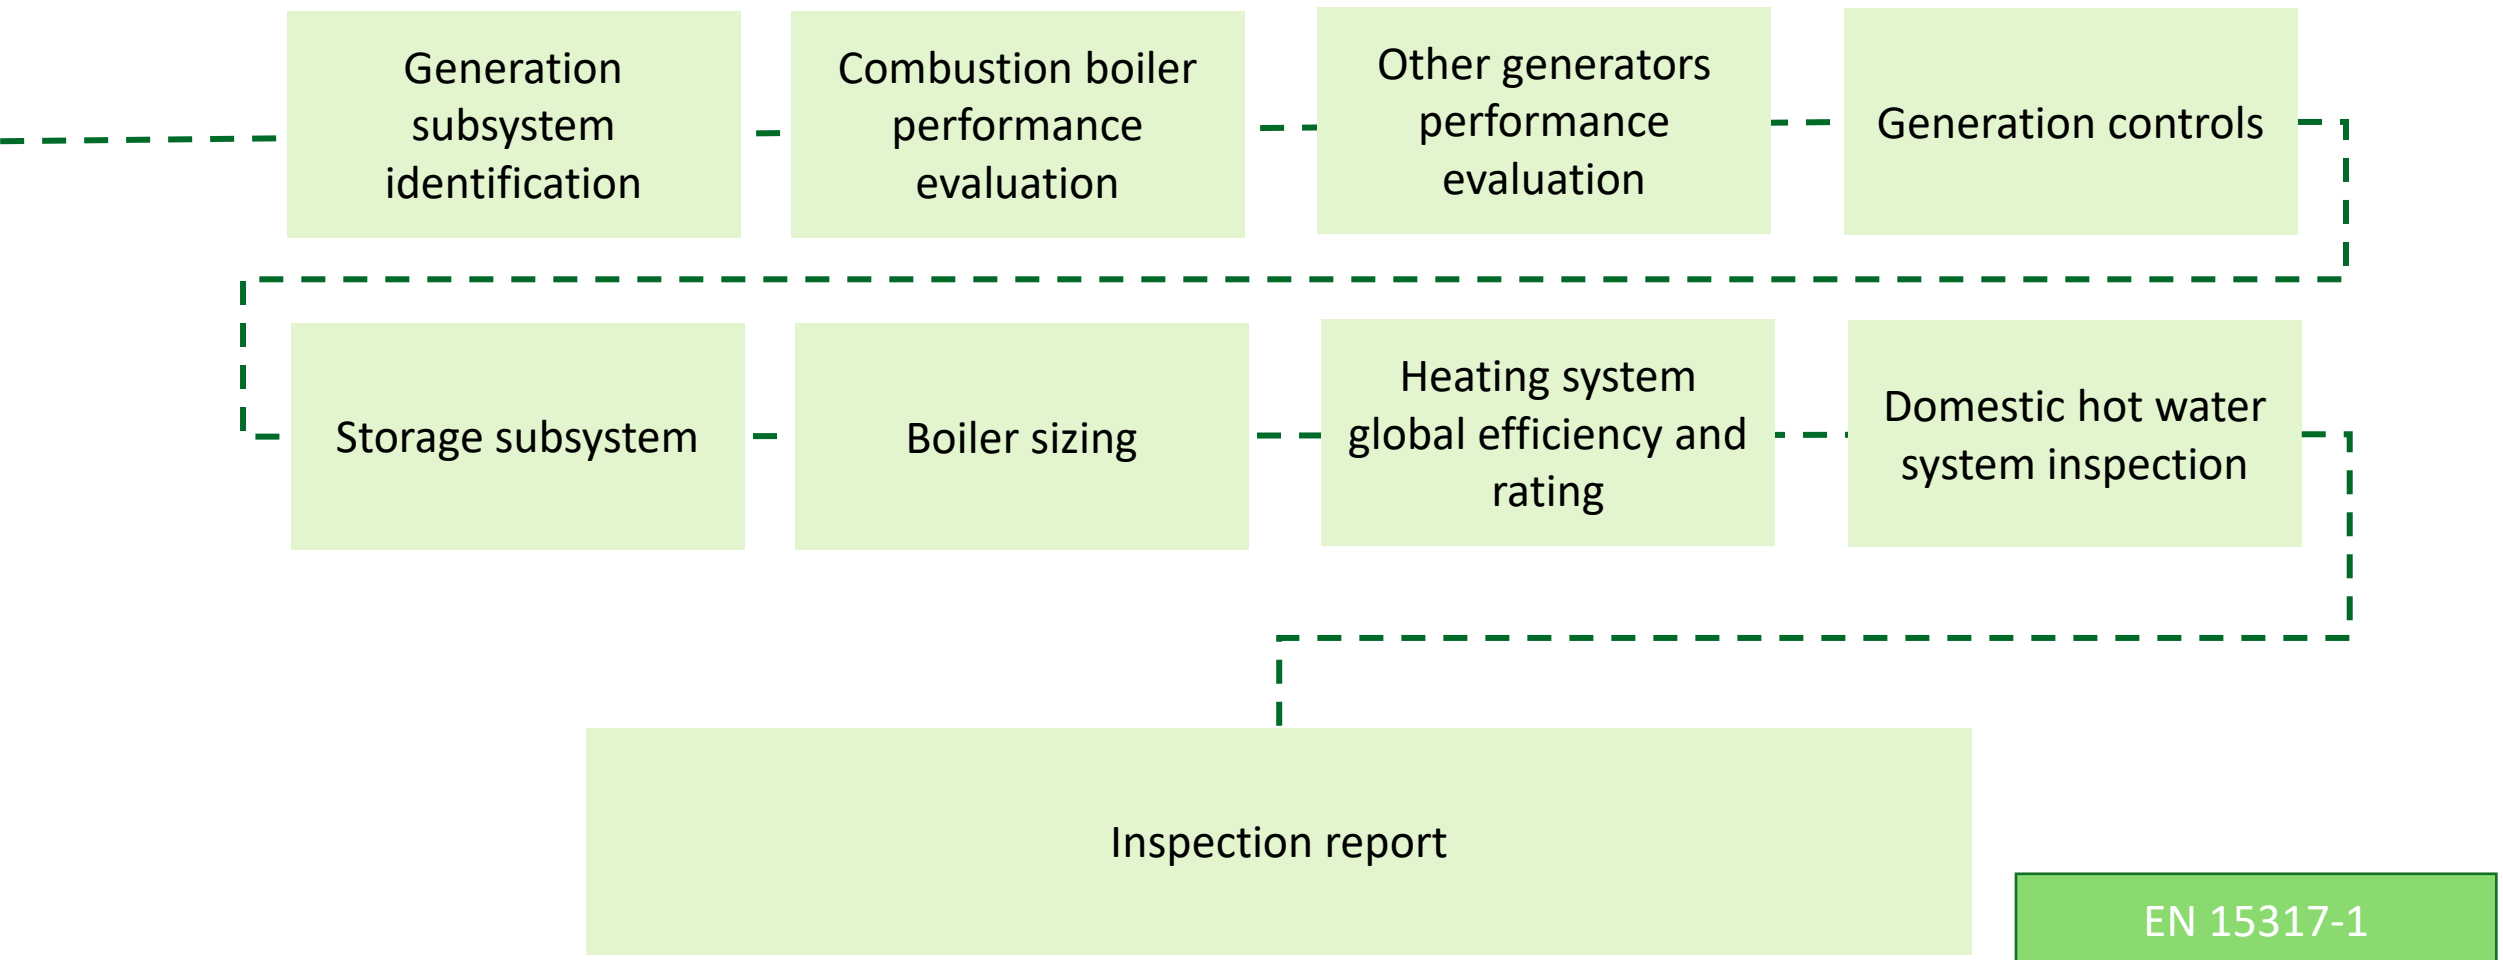 Generation
subsystem
identification
Combustion boiler
performance
evaluation
Other generators
performance
evaluation
Generation controls
Storage subsystem
Boiler sizing
Heating system
global efficiency and
rating
Domestic hot water
system inspection
Inspection report
EN 15317-1